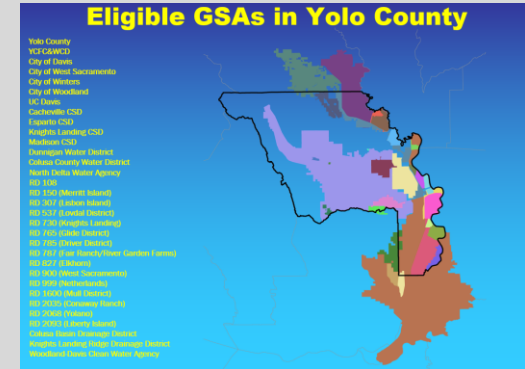 Eligible GSAs in Yolo County
Yolo County
YCFC&WCD
City of Davis
City of West Sacramento
City of Winters
City of Woodland
UC Davis
Cacheville CSD
Esparto CSD
Knights Landing CSD
Madison CSD
Dunnigan Water District
Colusa County Water District
North Delta Water Agency
RD 108
RD 150 (Merritt Island)
RD 307 (Lisbon Island)
RD 537 (Lovdal District)
RD 730 (Knights Landing)
RD 765 (Glide District)
RD 785 (Driver District)
RD 787 (Fair Ranch/River Garden Farms)
RD 827 (Elkhorn)
RD 900 (West Sacramento)
RD 999 (Netherlands)
RD 1600 (Mull District)
RD 2035 (Conaway Ranch)
RD 2068 (Yolano)
RD 2093 (Liberty Island)
Colusa Basin Drainage District
Knights Landing Ridge Drainage District
Woodland-Davis Clean Water Agency